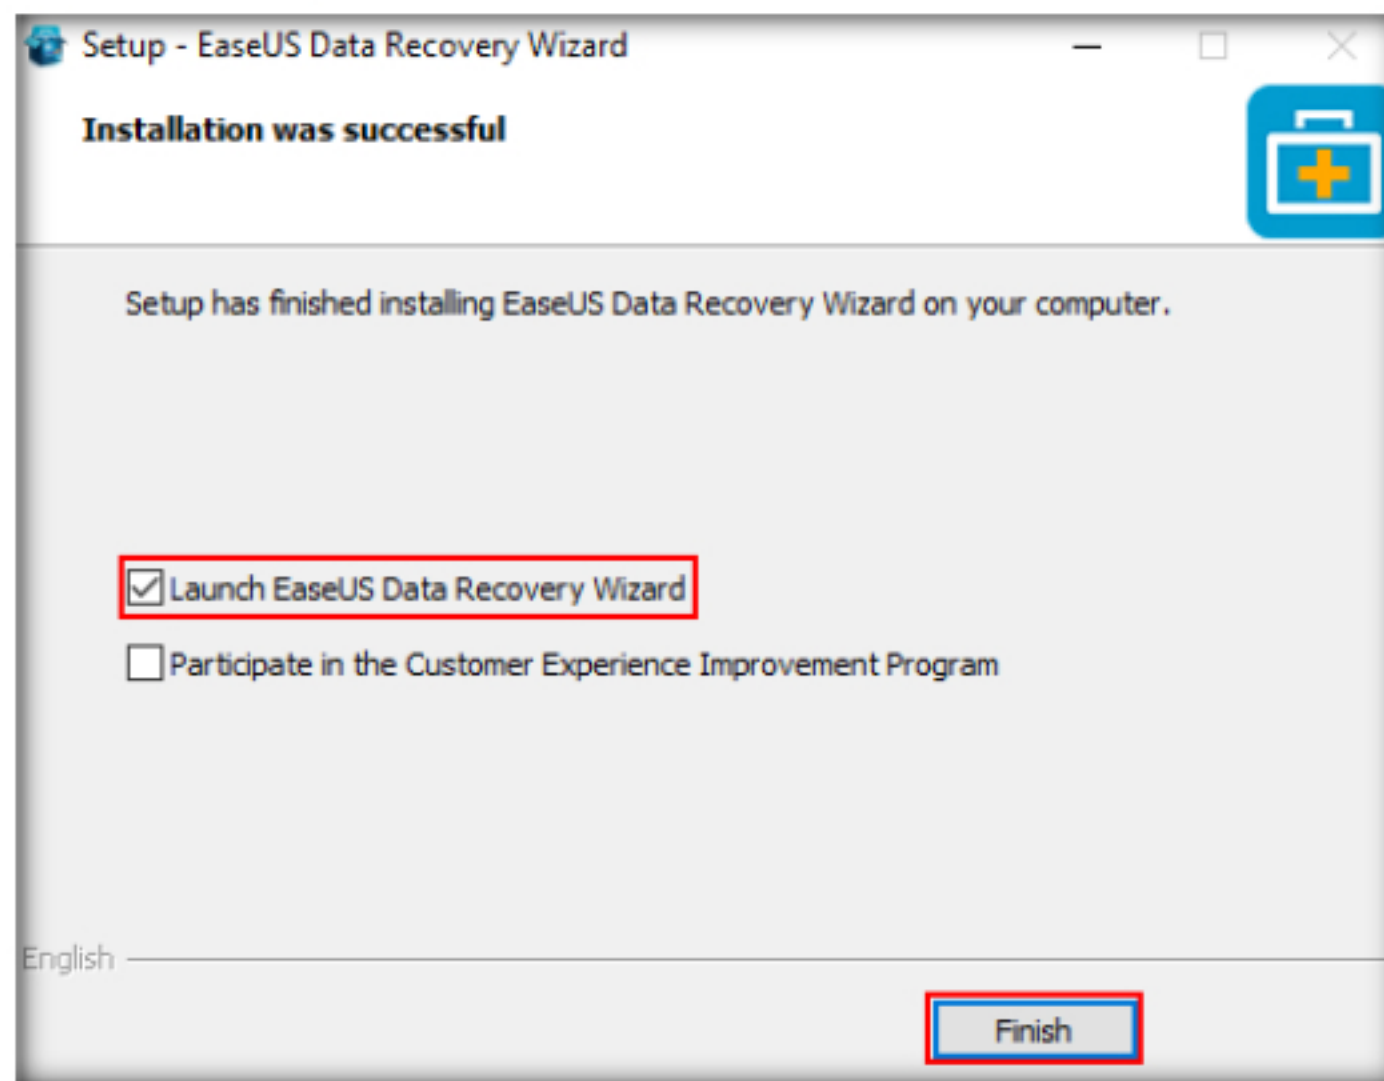 Setup - EaseUS Data Recovery Wizard
Installation was successful
Setup has finished installing EaseUS Data Recovery Wizard on your computer.
Launch EaseUS Data Recovery Wizard
Participate in the Customer Experience Improvement Program
English
Finish